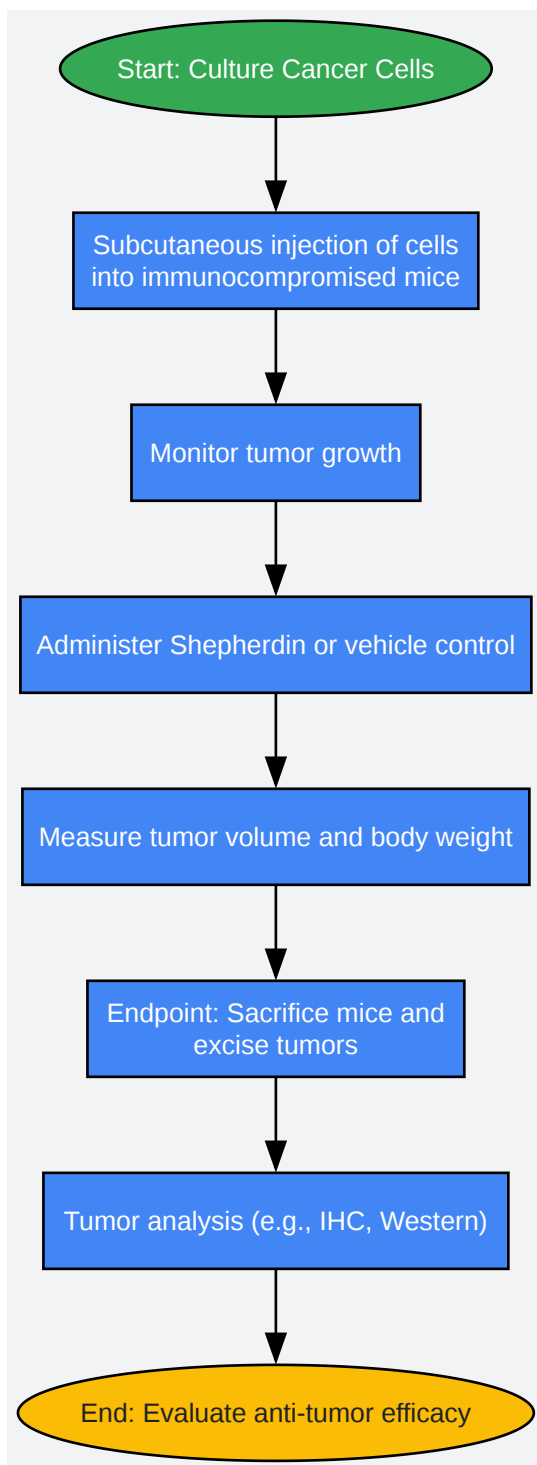 Start: Culture Cancer Cells
Subcutaneous injection of cells
into immunocompromised mice
Monitor tumor growth
Administer Shepherdin or vehicle control
Measure tumor volume and body weight
Endpoint: Sacrifice mice and
excise tumors
Tumor analysis (e.g., IHC, Western)
End: Evaluate anti-tumor efficacy